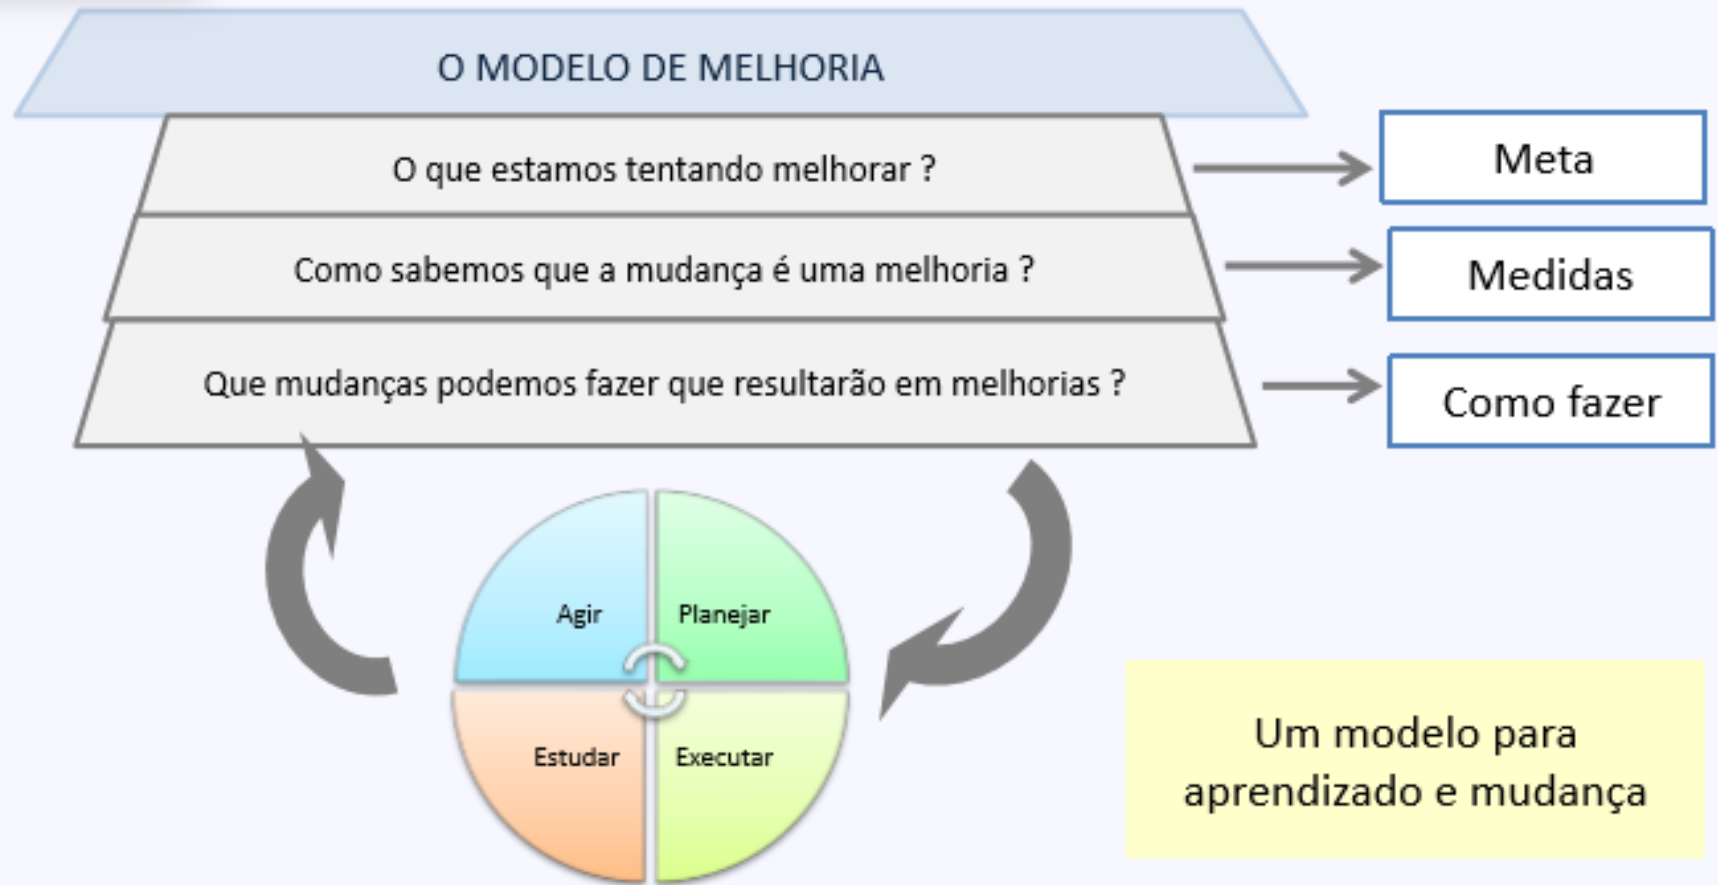 O MODELO DE MELHORIA
O que estamos tentando melhorar ?
Meta
Como sabemos que a mudança é uma melhoria ?
Medidas
Que mudanças podemos fazer que resultarão em melhorias ?
Como fazer
Agir
Planejar
Estudar
Executar
Um modelo para
aprendizado e mudança